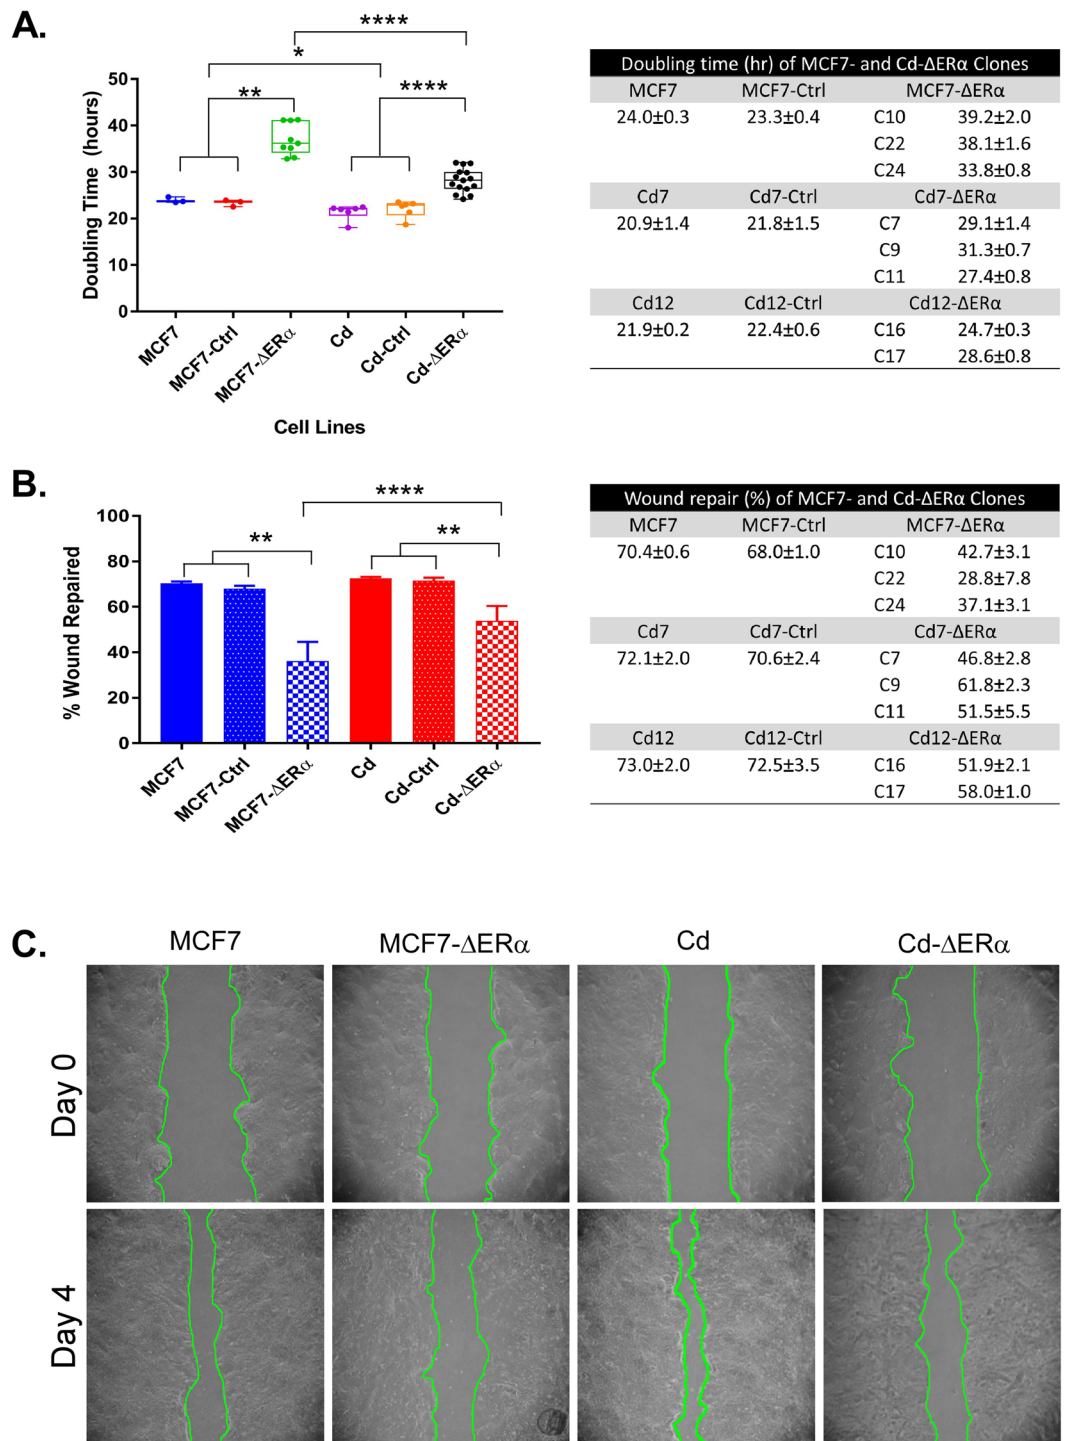 A.
****
*
**
****
Doubling Time (hours)
50
40
30
20
10
0
MCF7
MCF7-Ctrl
MCF7-ΔERα
Cd
Cd-Ctrl
Cd-ΔERα
Cell Lines
Doubling time (hr) of MCF7- and Cd-ΔERα Clones
MCF7 MCF7-Ctrl MCF7-ΔERα
24.0±0.3 23.3±0.4 C10 39.2±2.0
C22 38.1±1.6
C24 33.8±0.8
Cd7 Cd7-Ctrl Cd7-ΔERα
20.9±1.4 21.8±1.5 C7 29.1±1.4
C9 31.3±0.7
C11 27.4±0.8
Cd12 Cd12-Ctrl Cd12-ΔERα
21.9±0.2 22.4±0.6 C16 24.7±0.3
C17 28.6±0.8
B.
****
**
**
% Wound Repaired
100
80
60
40
20
0
MCF7
MCF7-Ctrl
MCF7-ΔERα
Cd
Cd-Ctrl
Cd-ΔERα
Wound repair (%) of MCF7- and Cd-ΔERα Clones
MCF7 MCF7-Ctrl MCF7-ΔERα
70.4±0.6 68.0±1.0 C10 42.7±3.1
C22 28.8±7.8
C24 37.1±3.1
Cd7 Cd7-Ctrl Cd7-ΔERα
72.1±2.0 70.6±2.4 C7 46.8±2.8
C9 61.8±2.3
C11 51.5±5.5
Cd12 Cd12-Ctrl Cd12-ΔERα
73.0±2.0 72.5±3.5 C16 51.9±2.1
C17 58.0±1.0
C.
MCF7 MCF7-ΔERα Cd Cd-ΔERα
Day 0
Day 4